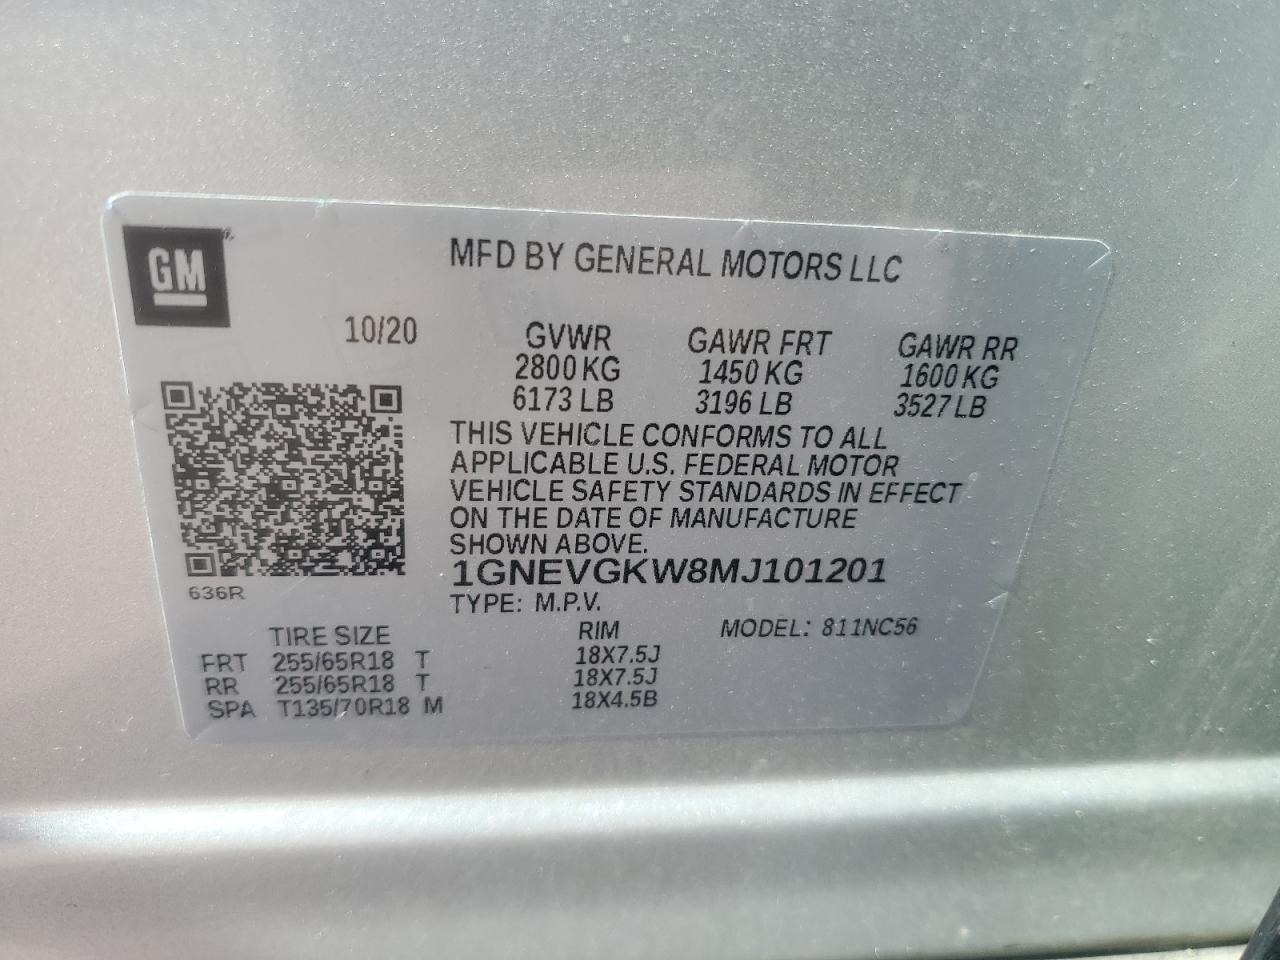 GM
MFD BY GENERAL MOTORS LLC
10/20 GVWR GAWR FRT GAWR RR
2800 KG 1450 KG 1600 KG
6173 LB 3196 LB 3527 LB
THIS VEHICLE CONFORMS TO ALL
APPLICABLE U.S. FEDERAL MOTOR
VEHICLE SAFETY STANDARDS IN EFFECT
ON THE DATE OF MANUFACTURE
SHOWN ABOVE.
1GNEVGKW8MJ101201
636R
TYPE: M.P.V.
TIRE SIZE RIM MODEL: 811NC56
FRT 255/65R18 T 18X7.5J
RR 255/65R18 T 18X7.5J
SPA T135/70R18 M 18X4.5B